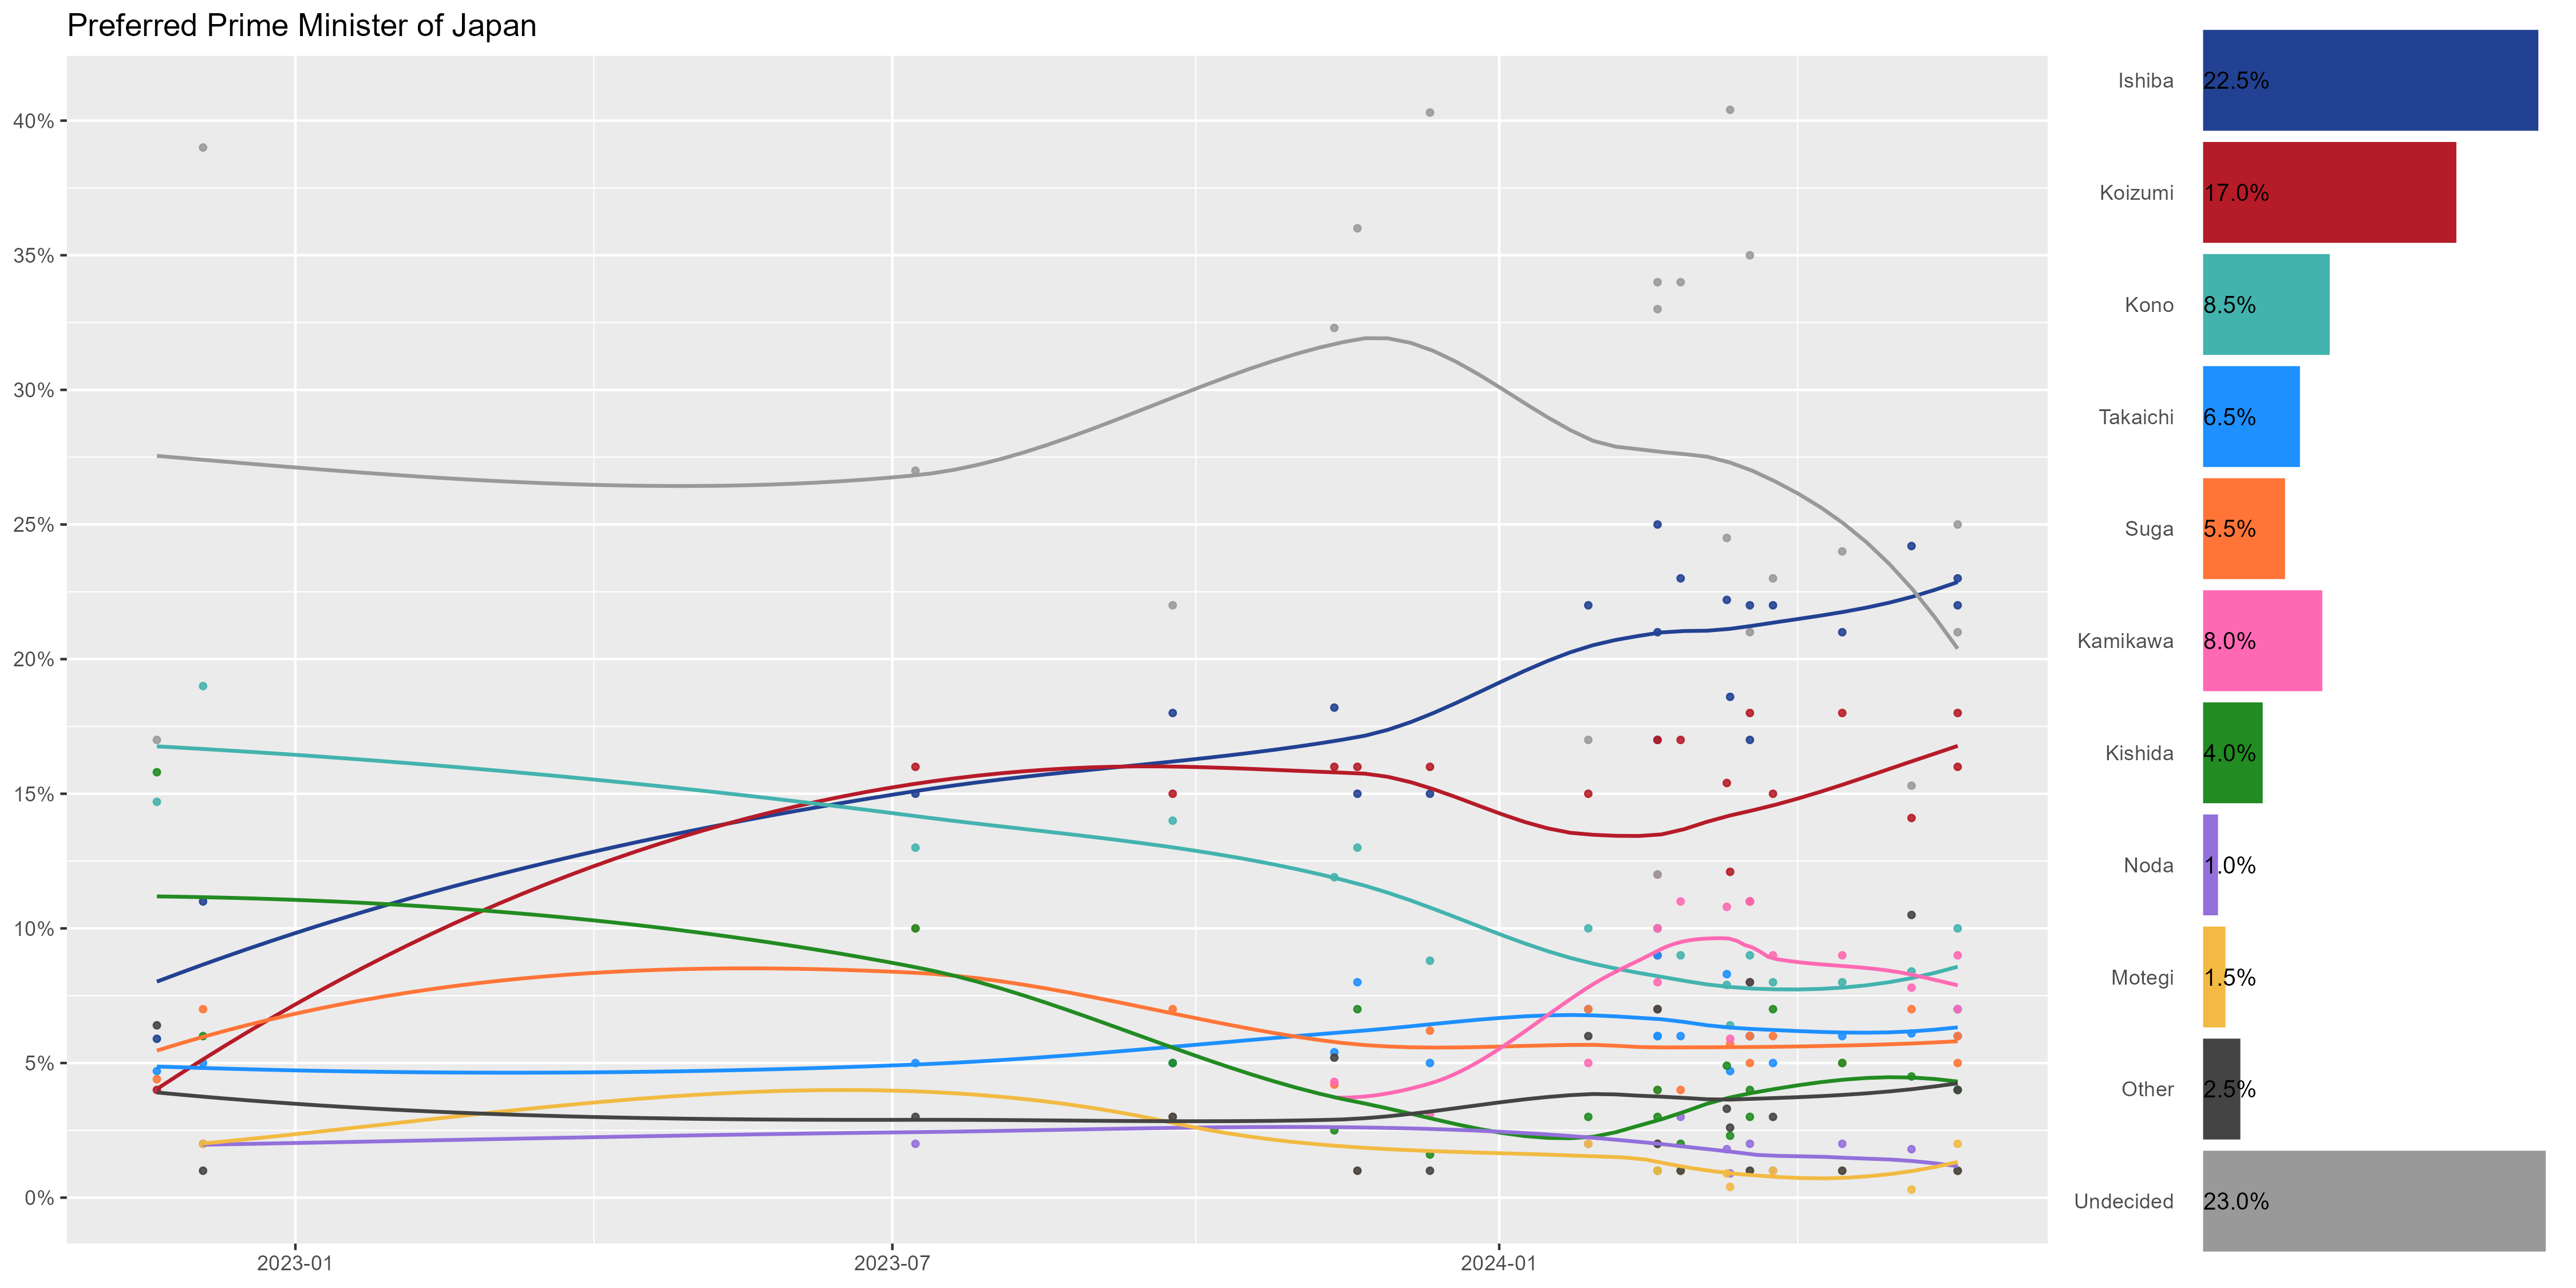 Preferred Prime Minister of Japan
40%
35%
30%
25%
20%
15%
10%
5%
0%
2023-01
2023-07
2024-01
Ishiba 22.5%
Koizumi 17.0%
Kono 8.5%
Takaichi 6.5%
Suga 5.5%
Kamikawa 8.0%
Kishida 4.0%
Noda 1.0%
Motegi 1.5%
Other 2.5%
Undecided 23.0%